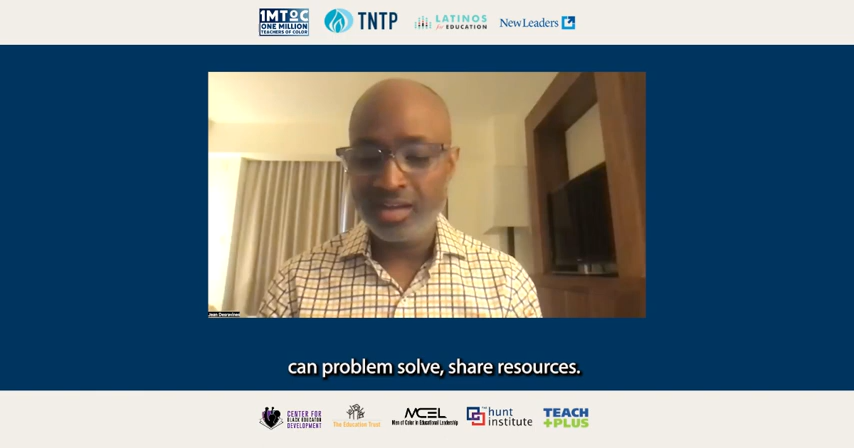 1MTOC
ONE MILLION
TEACHERS OF COLOR
TNTP
LATINOS
for EDUCATION
NewLeaders
can problem solve, share resources.
CENTER FOR
BLACK EDUCATOR
DEVELOPMENT
The Education Trust
MCEL
Men of Color in Educational Leadership
hunt
institute
TEACH
+PLUS